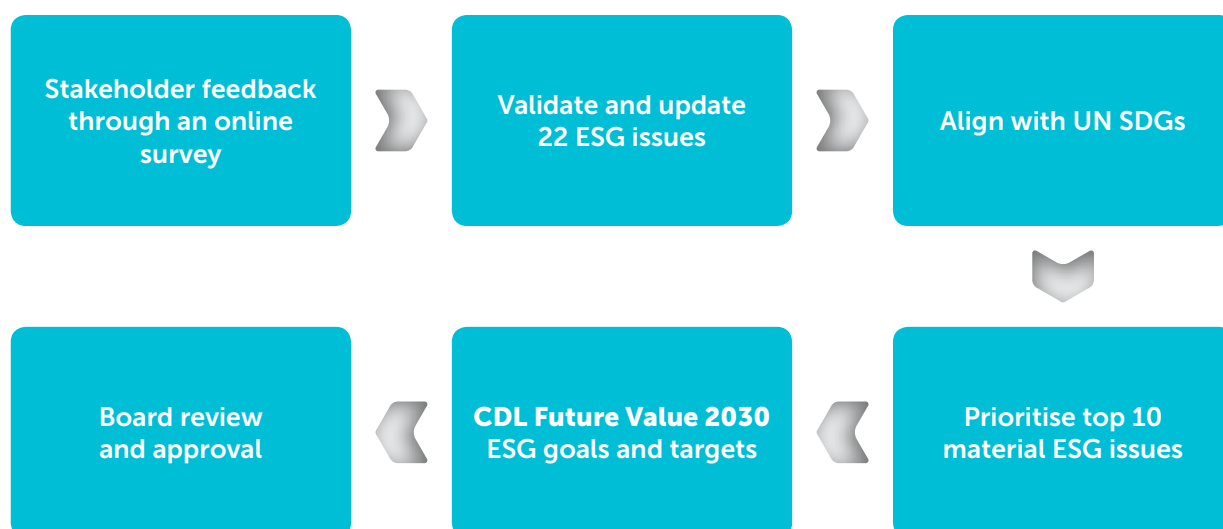 Stakeholder feedback
through an online
survey
Validate and update
22 ESG issues
Align with UN SDGs
Prioritise top 10
material ESG issues
CDL Future Value 2030
ESG goals and targets
Board review
and approval